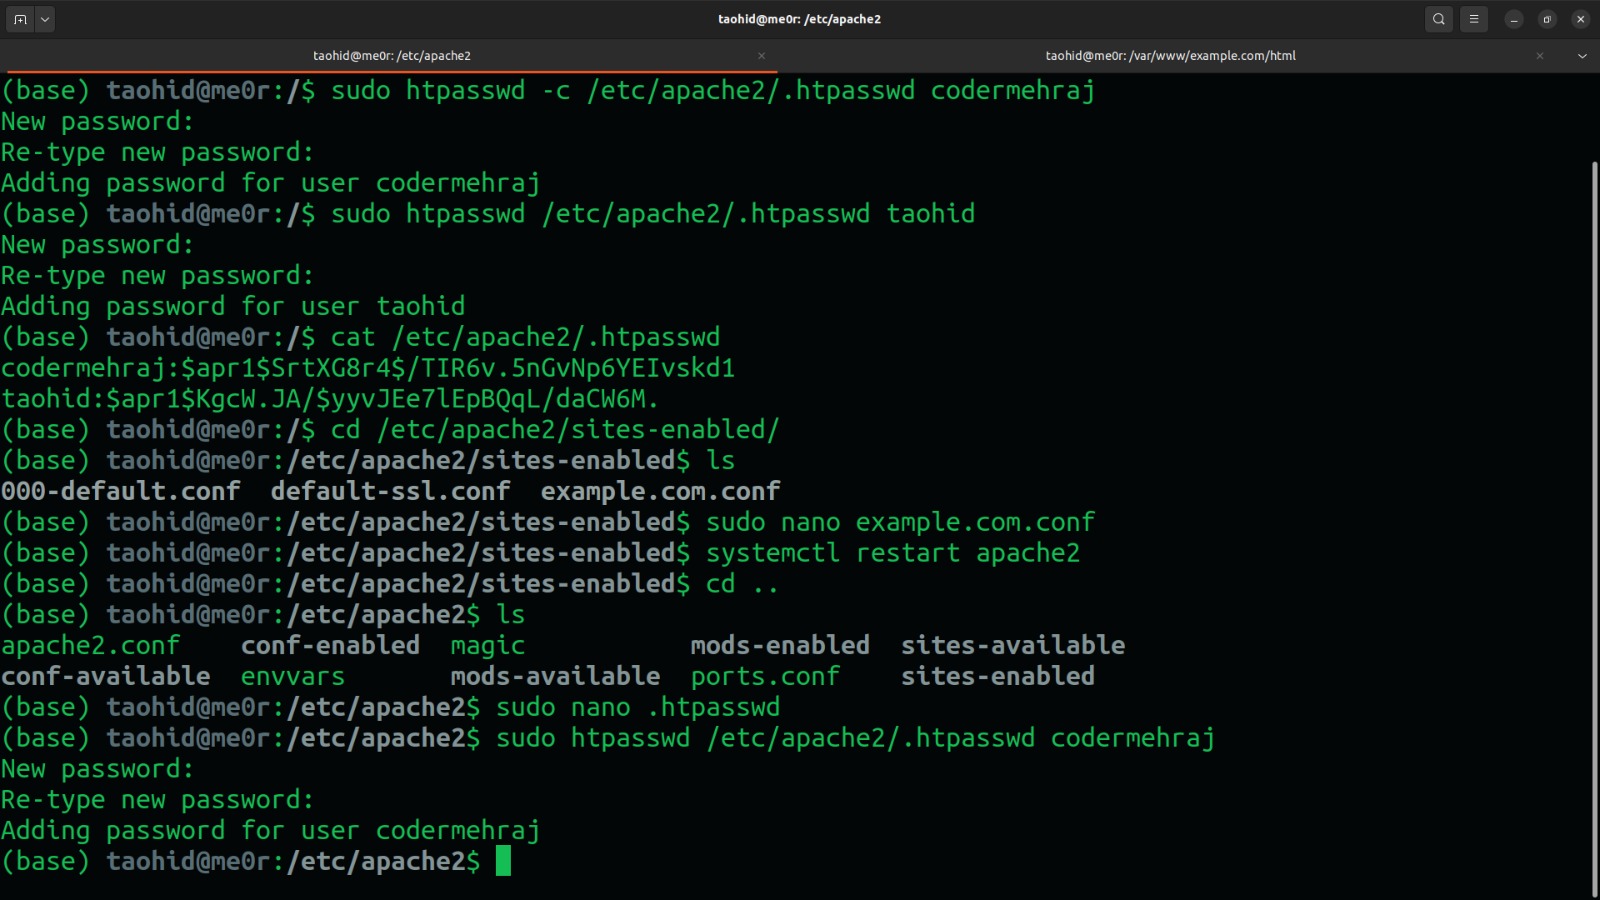 taohid@me0r: /etc/apache2
taohid@me0r: /etc/apache2
taohid@me0r: /var/www/example.com/html
(base) taohid@me0r:/$ sudo htpasswd -c /etc/apache2/.htpasswd codermehraj
New password:
Re-type new password:
Adding password for user codermehraj
(base) taohid@me0r:/$ sudo htpasswd /etc/apache2/.htpasswd taohid
New password:
Re-type new password:
Adding password for user taohid
(base) taohid@me0r:/$ cat /etc/apache2/.htpasswd
codermehraj:$apr1$SrtXG8r4$/TIR6v.5nGvNp6YEIvskd1
taohid:$apr1$KgcW.JA/$yyvJEe7lEpBQqL/daCW6M.
(base) taohid@me0r:/$ cd /etc/apache2/sites-enabled/
(base) taohid@me0r:/etc/apache2/sites-enabled$ ls
000-default.conf  default-ssl.conf  example.com.conf
(base) taohid@me0r:/etc/apache2/sites-enabled$ sudo nano example.com.conf
(base) taohid@me0r:/etc/apache2/sites-enabled$ systemctl restart apache2
(base) taohid@me0r:/etc/apache2/sites-enabled$ cd ..
(base) taohid@me0r:/etc/apache2$ ls
apache2.conf    conf-enabled  magic           mods-enabled  sites-available
conf-available  envvars       mods-available  ports.conf    sites-enabled
(base) taohid@me0r:/etc/apache2$ sudo nano .htpasswd
(base) taohid@me0r:/etc/apache2$ sudo htpasswd /etc/apache2/.htpasswd codermehraj
New password:
Re-type new password:
Adding password for user codermehraj
(base) taohid@me0r:/etc/apache2$